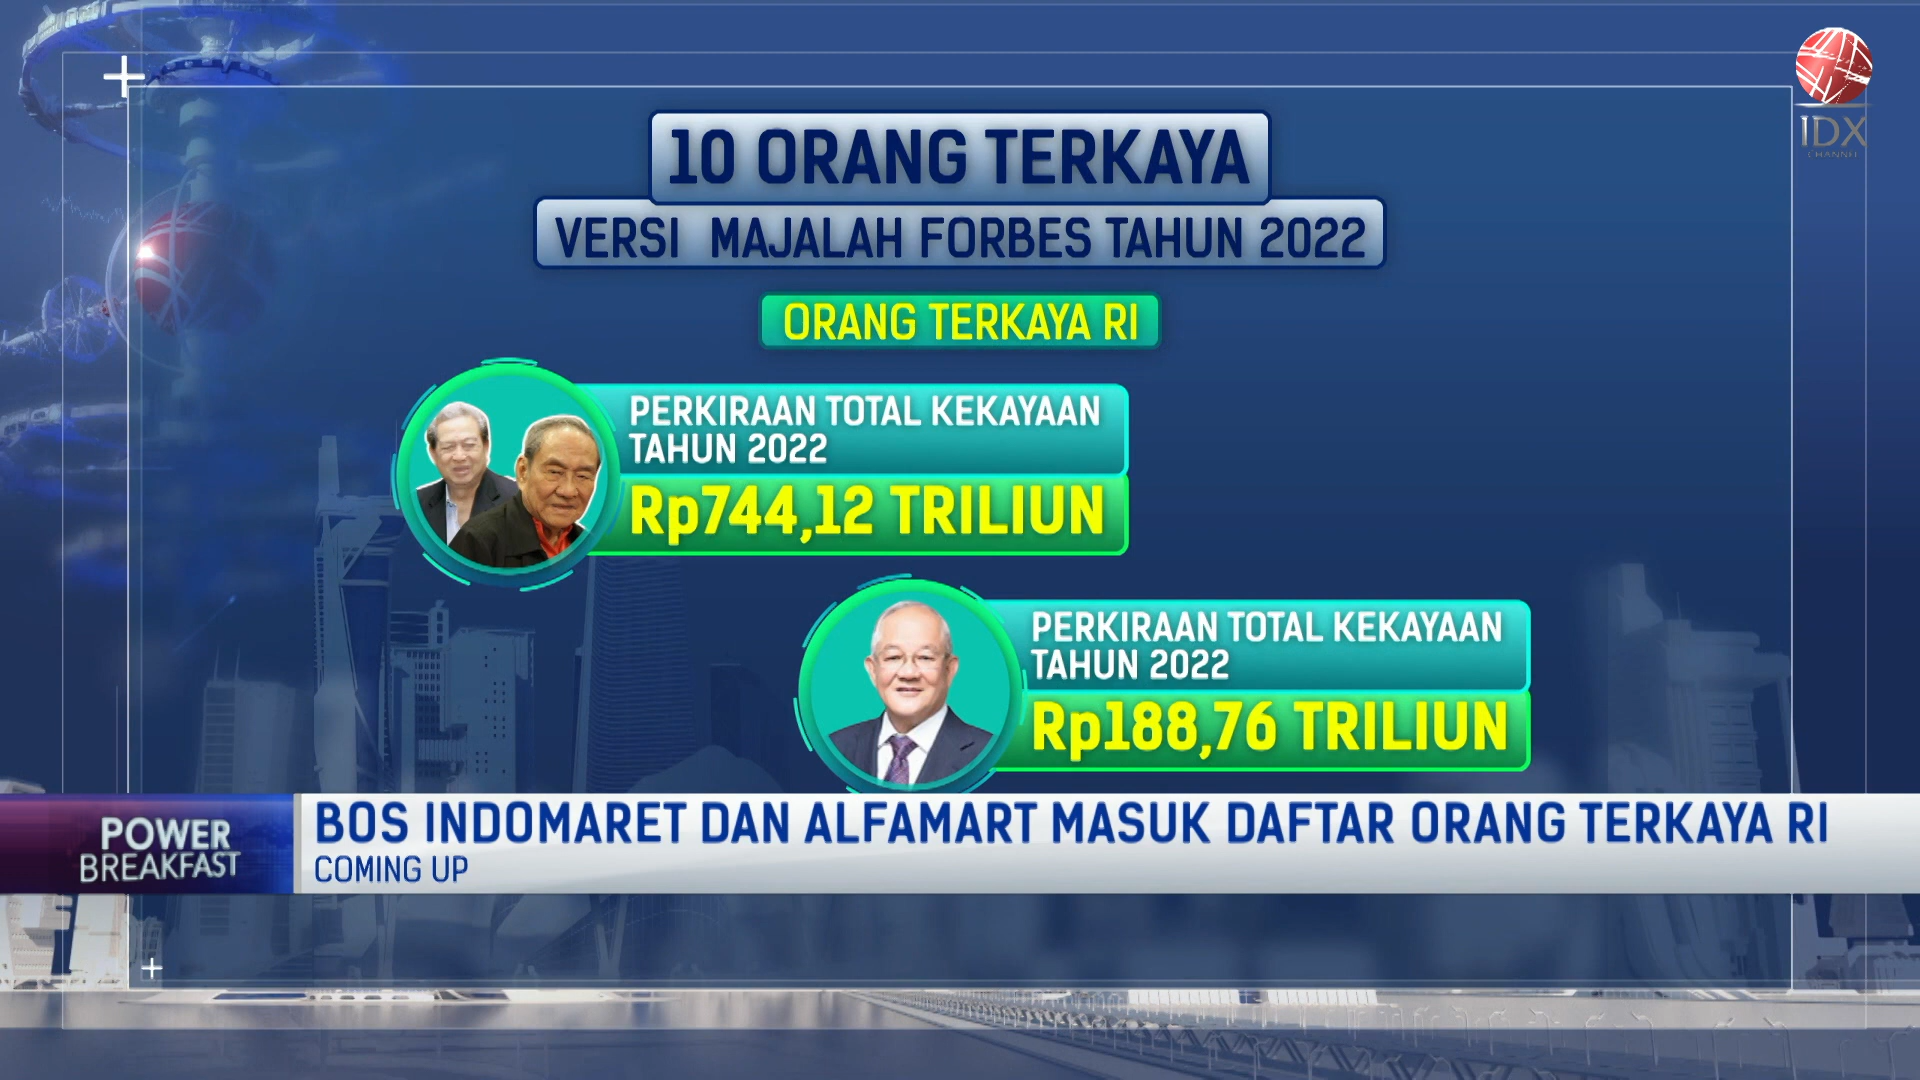 IDX
CHANNEL
10 ORANG TERKAYA
VERSI MAJALAH FORBES TAHUN 2022
ORANG TERKAYA RI
PERKIRAAN TOTAL KEKAYAAN
TAHUN 2022
Rp744,12 TRILIUN
PERKIRAAN TOTAL KEKAYAAN
TAHUN 2022
Rp188,76 TRILIUN
POWER
BREAKFAST
BOS INDOMARET DAN ALFAMART MASUK DAFTAR ORANG TERKAYA RI
COMING UP